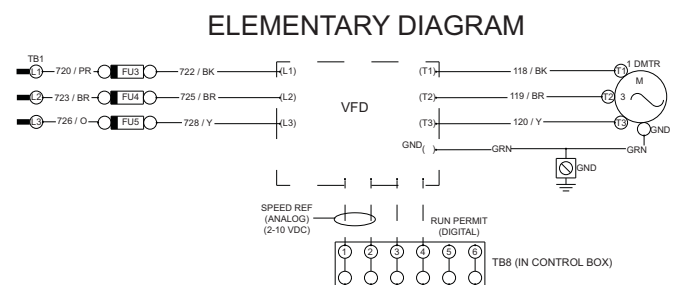 ELEMENTARY DIAGRAM
TB1
L1 720 / PR FU3 722 / BK (L1) (T1) 118 / BK T1 1 DMTR
L2 723 / BR FU4 725 / BR (L2) VFD (T2) 119 / BR T2 3 M
L3 726 / O FU5 728 / Y (L3) (T3) 120 / Y T3
GND
GND ( ) GRN GRN
GND
SPEED REF
(ANALOG)
(2-10 VDC)
RUN PERMIT
(DIGITAL)
1 2 3 4 5 6
TB8 (IN CONTROL BOX)